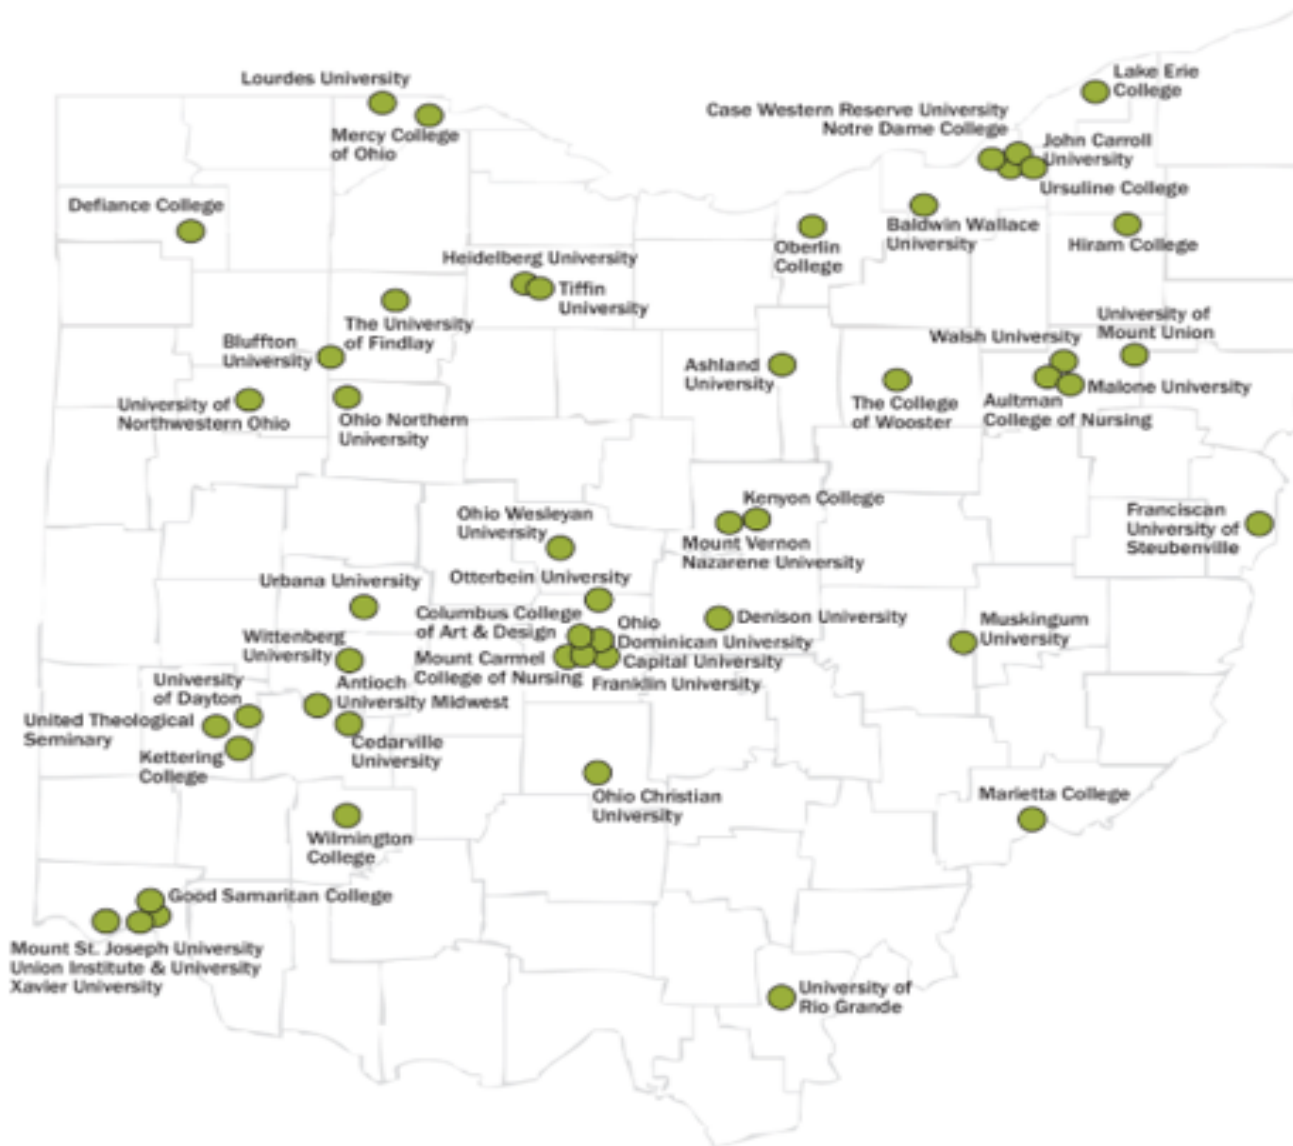 Lourdes University
Mercy College
of Ohio
Lake Erie
College
Case Western Reserve University
Notre Dame College
John Carroll
University
Ursuline College
Defiance College
Baldwin Wallace
University
Oberlin
College
Hiram College
Heidelberg University
Tiffin
University
The University
of Findlay
Bluffton
University
University of
Mount Union
Walsh University
Ashland
University
The College
of Wooster
Aultman
College of Nursing
Malone University
University of
Northwestern Ohio
Ohio Northern
University
Kenyon College
Mount Vernon
Nazarene University
Ohio Wesleyan
University
Franciscan
University of
Steubenville
Otterbein University
Urbana University
Columbus College
of Art & Design
Ohio
Dominican University
Capital University
Franklin University
Mount Carmel
College of Nursing
Denison University
Muskingum
University
Wittenberg
University
University
of Dayton
Antioch
University Midwest
United Theological
Seminary
Cedarville
University
Kettering
College
Ohio Christian
University
Marietta College
Wilmington
College
Good Samaritan College
Mount St. Joseph University
Union Institute & University
Xavier University
University of
Rio Grande